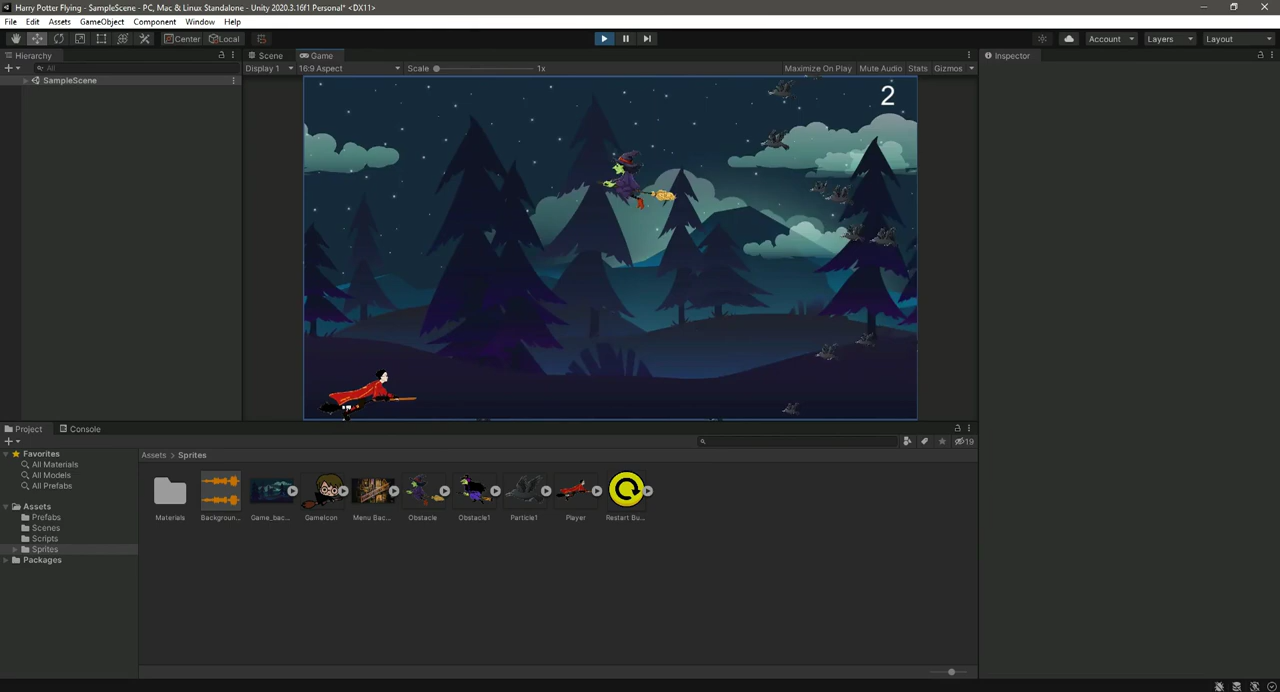 Harry Potter Flying - SampleScene - PC, Mac & Linux Standalone - Unity 2020.3.16f1 Personal* <DX11>
File Edit Assets GameObject Component Window Help
Center Local Account Layers Layout
Hierarchy Scene Game Inspector
All Display 1 16:9 Aspect Scale 1x Maximize On Play Mute Audio Stats Gizmos
SampleScene
2
Project Console
19
Favorites Assets > Sprites
All Materials
All Models
All Prefabs
Assets
Prefabs
Materials Backgroun... Game_bac... GameIcon Menu Bac... Obstacle Obstacle1 Particle1 Player Restart Bu...
Scenes
Scripts
Sprites
Packages